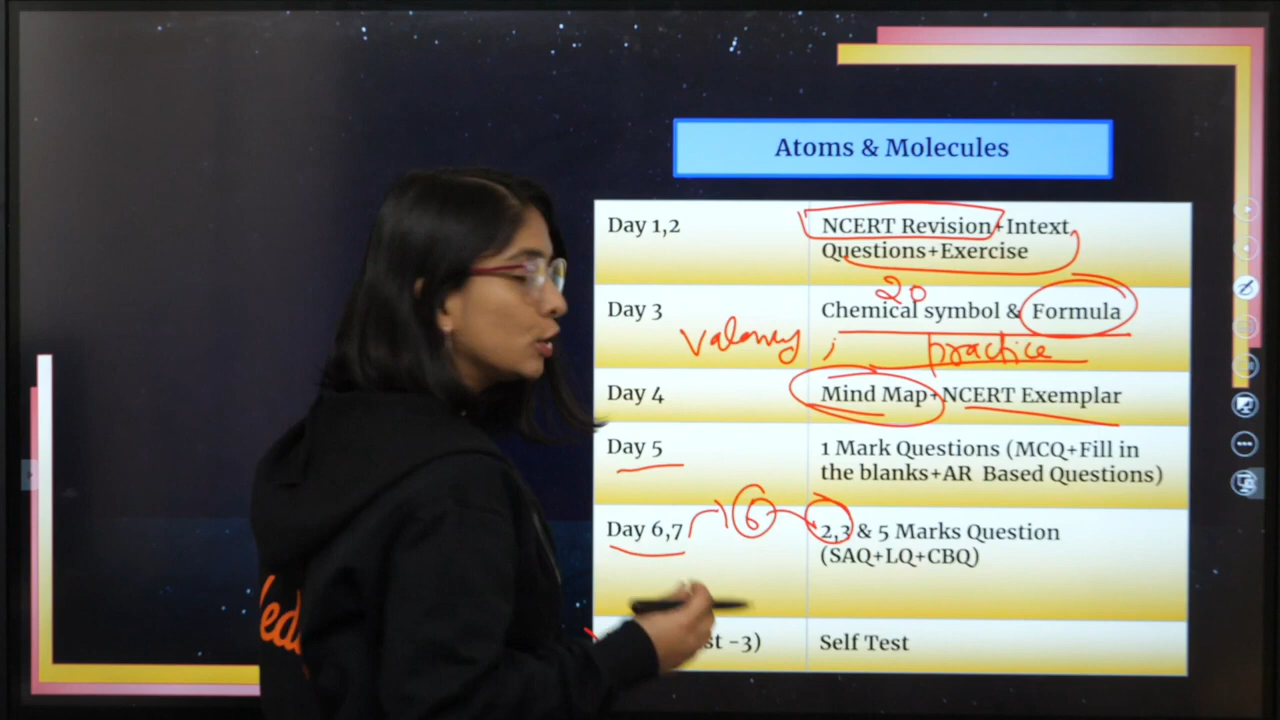 Atoms & Molecules
Day 1,2
NCERT Revision+Intext
Questions+Exercise
Day 3
20
Chemical symbol & Formula
Valency, practice
Day 4
Mind Map+NCERT Exemplar
Day 5
1 Mark Questions (MCQ+Fill in
the blanks+AR Based Questions)
Day 6,7
6
2,3 & 5 Marks Question
(SAQ+LQ+CBQ)
st -3)
Self Test